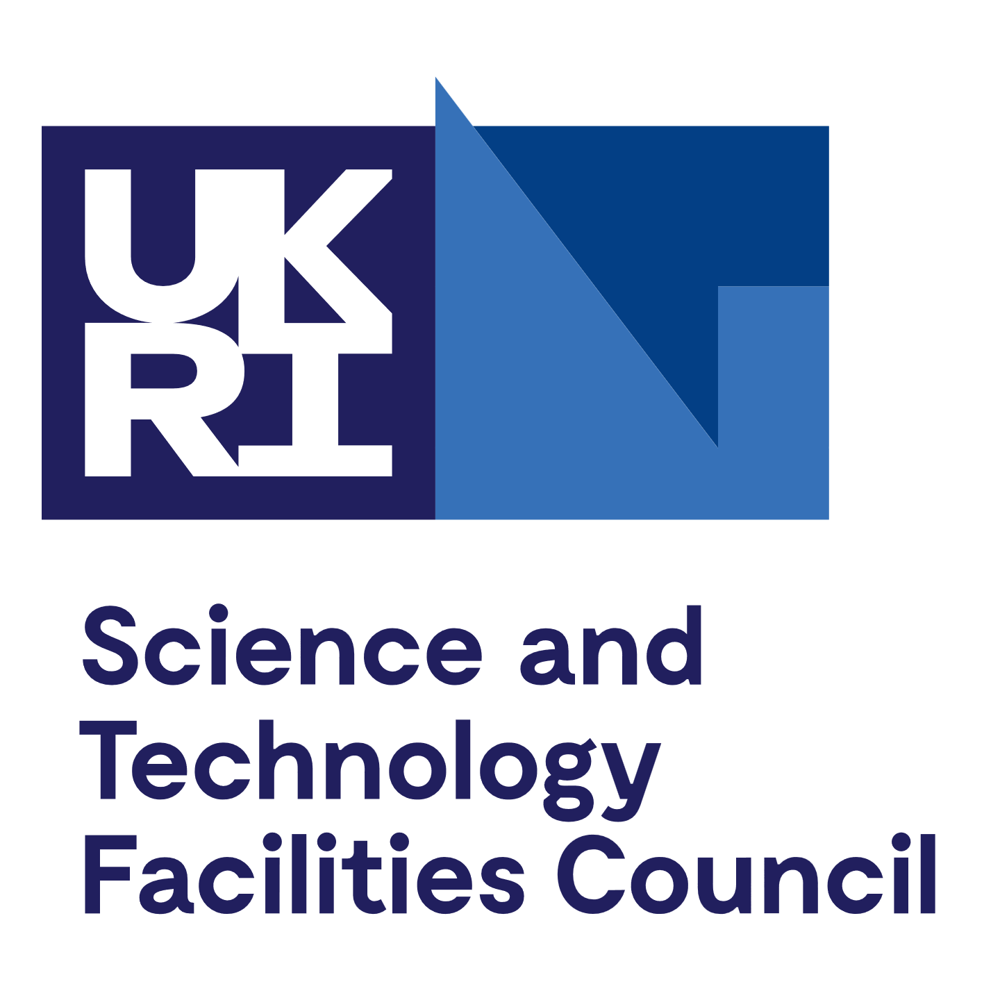 UK
RI
Science and
Technology
Facilities Council